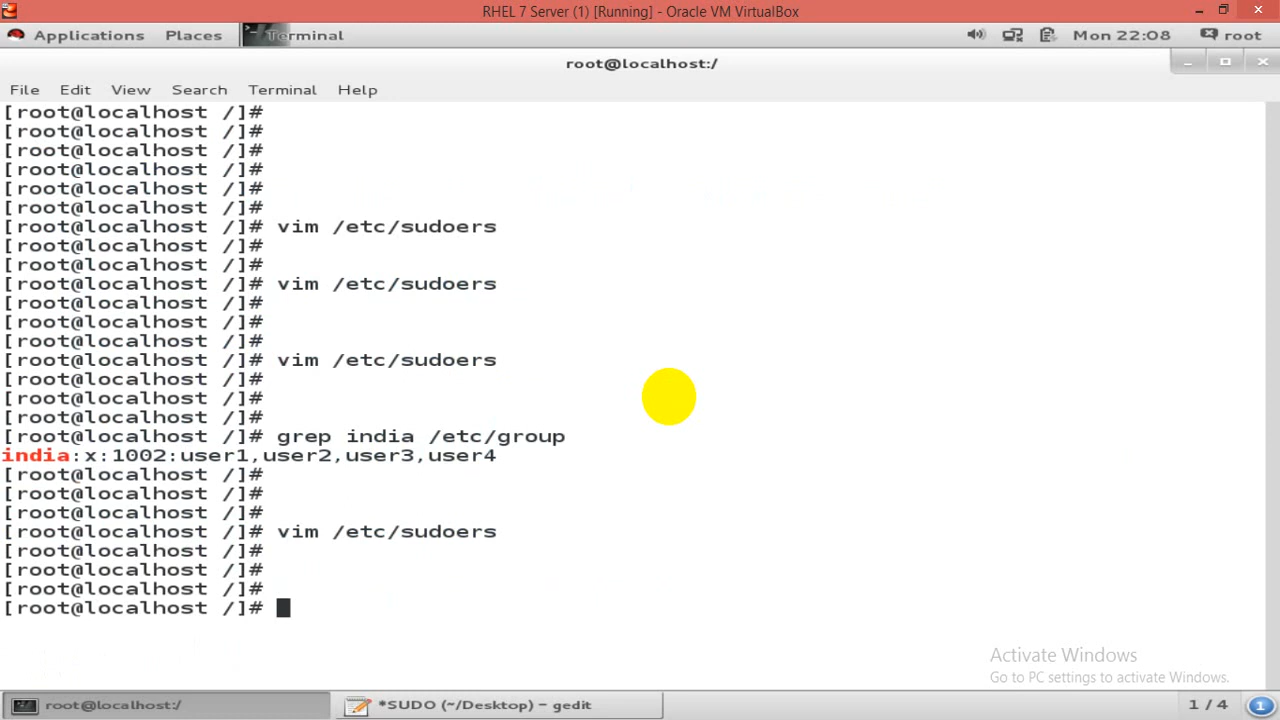 RHEL 7 Server (1) [Running] - Oracle VM VirtualBox
Applications Places Terminal Mon 22:08 root
root@localhost:/
File Edit View Search Terminal Help
[root@localhost /]#
[root@localhost /]#
[root@localhost /]#
[root@localhost /]#
[root@localhost /]#
[root@localhost /]#
[root@localhost /]# vim /etc/sudoers
[root@localhost /]#
[root@localhost /]#
[root@localhost /]# vim /etc/sudoers
[root@localhost /]#
[root@localhost /]#
[root@localhost /]#
[root@localhost /]# vim /etc/sudoers
[root@localhost /]#
[root@localhost /]#
[root@localhost /]#
[root@localhost /]# grep india /etc/group
india:x:1002:user1,user2,user3,user4
[root@localhost /]#
[root@localhost /]#
[root@localhost /]#
[root@localhost /]# vim /etc/sudoers
[root@localhost /]#
[root@localhost /]#
[root@localhost /]#
[root@localhost /]#
Activate Windows
Go to PC settings to activate Windows.
root@localhost:/ *SUDO (~/Desktop) - gedit 1 / 4 1